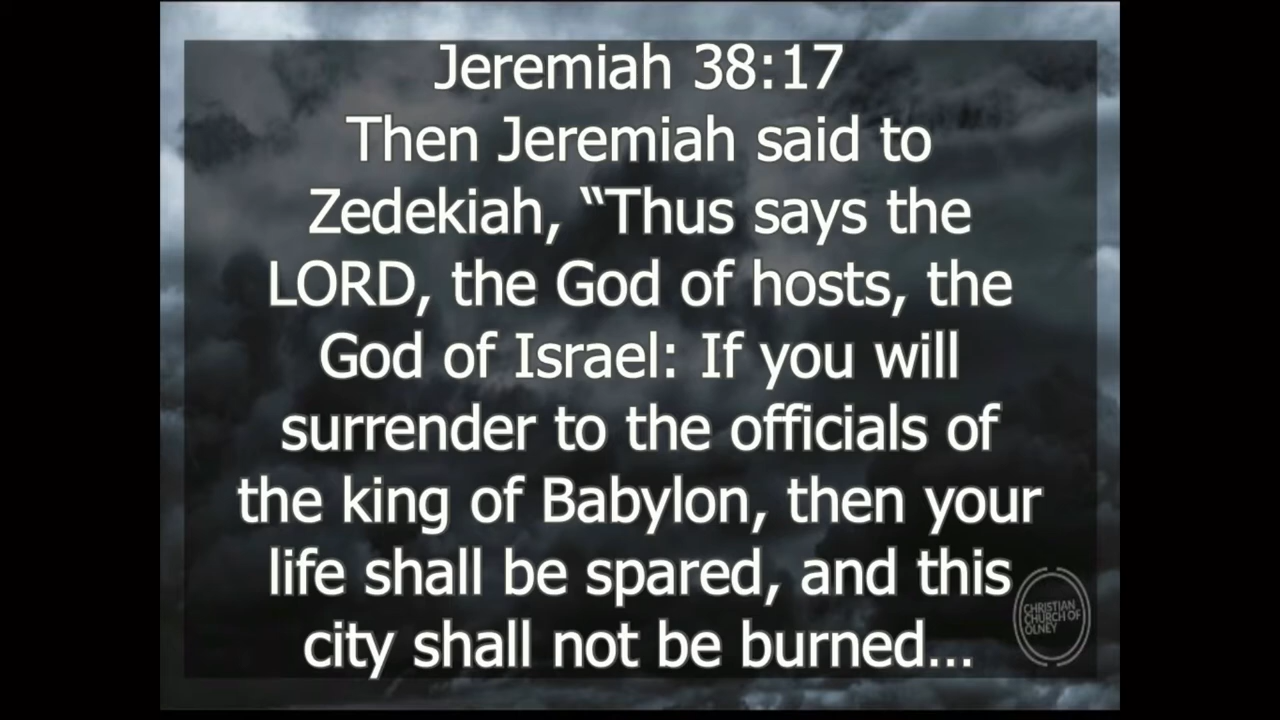 Jeremiah 38:17
Then Jeremiah said to
Zedekiah, “Thus says the
LORD, the God of hosts, the
God of Israel: If you will
surrender to the officials of
the king of Babylon, then your
life shall be spared, and this
city shall not be burned...
CHRISTIAN
CHURCH OF
OLNEY